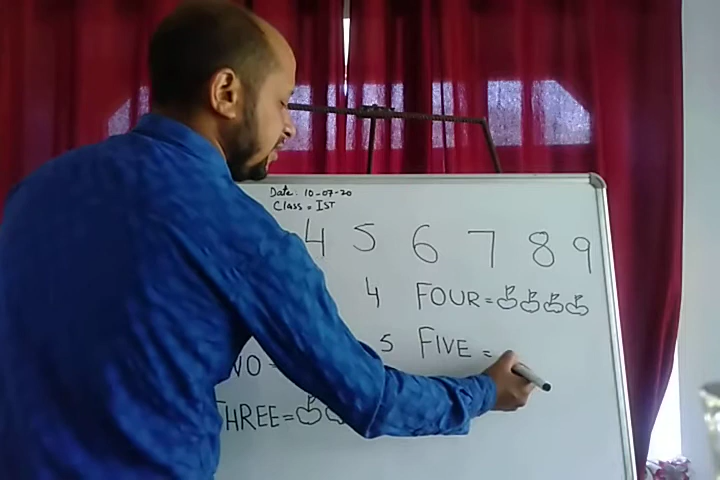 Date: 10-07-20
Class = IST
4 5 6 7 8 9
4 FOUR =
5 FIVE =
WO =
THREE =